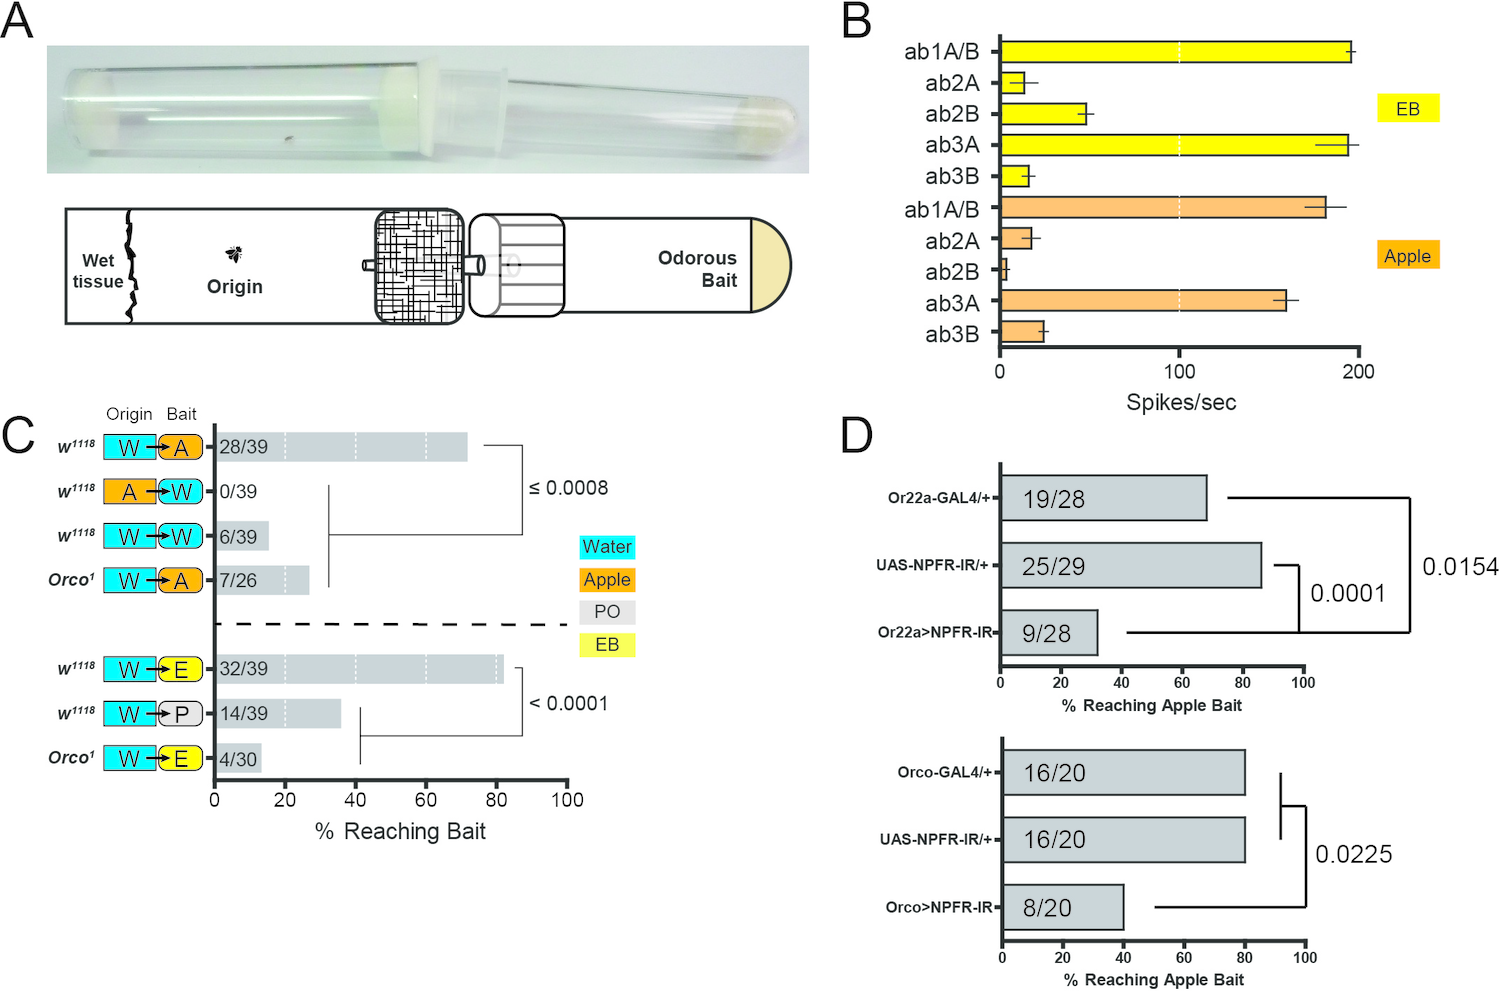 A
Wet
tissue
Origin
Odorous
Bait
B
ab1A/B
ab2A
ab2B
ab3A
ab3B
ab1A/B
ab2A
ab2B
ab3A
ab3B
EB
Apple
0 100 200
Spikes/sec
C
Origin Bait
w1118 W A 28/39
w1118 A W 0/39
w1118 W W 6/39
Orco1 W A 7/26
≤ 0.0008
w1118 W E 32/39
w1118 W P 14/39
Orco1 W E 4/30
< 0.0001
Water
Apple
PO
EB
0 20 40 60 80 100
% Reaching Bait
D
Or22a-GAL4/+ 19/28
UAS-NPFR-IR/+ 25/29
Or22a>NPFR-IR 9/28
0.0001
0.0154
0 20 40 60 80 100
% Reaching Apple Bait
Orco-GAL4/+ 16/20
UAS-NPFR-IR/+ 16/20
Orco>NPFR-IR 8/20
0.0225
0 20 40 60 80 100
% Reaching Apple Bait